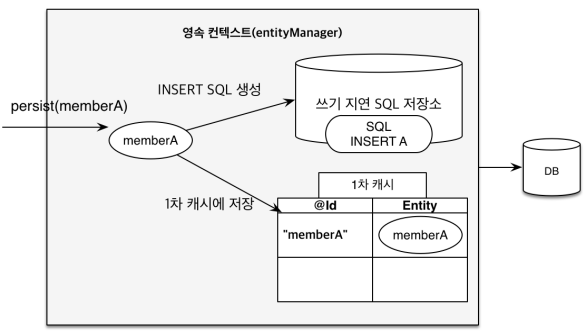 영속 컨텍스트(entityManager)
INSERT SQL 생성
persist(memberA)
쓰기 지연 SQL 저장소
SQL
INSERT A
memberA
DB
1차 캐시
1차 캐시에 저장
@Id
Entity
"memberA"
memberA